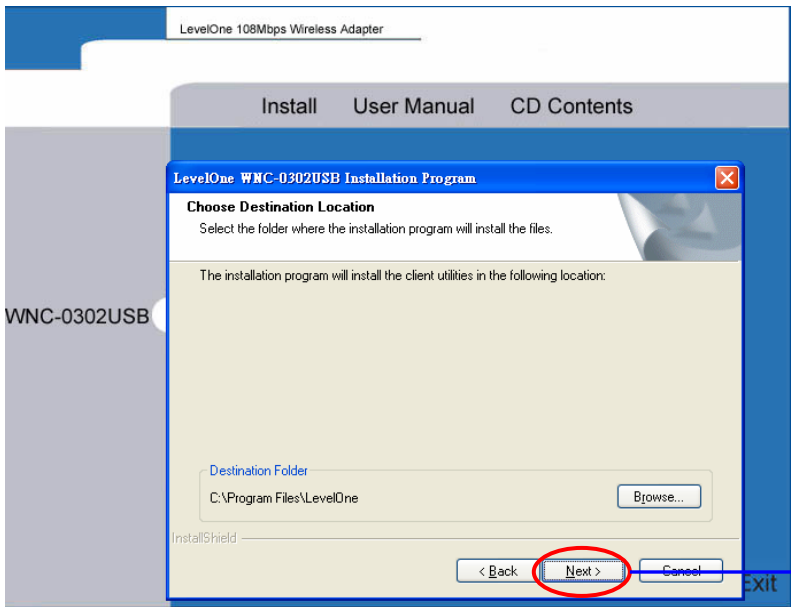 LevelOne 108Mbps Wireless Adapter
Install User Manual CD Contents
LevelOne WNC-0302USB Installation Program
Choose Destination Location
Select the folder where the installation program will install the files.
The installation program will install the client utilities in the following location:
WNC-0302USB
Destination Folder
C:\Program Files\LevelOne
Browse...
InstallShield
< Back Next > Cancel
Exit